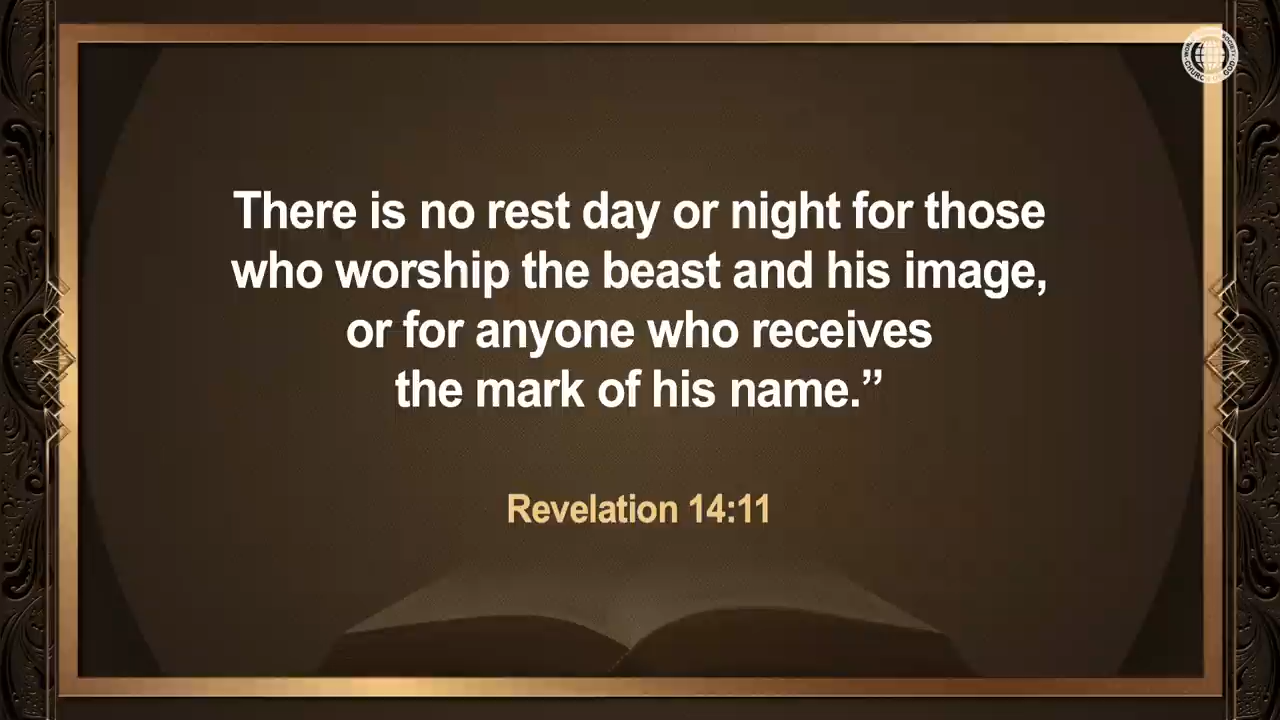 There is no rest day or night for those
who worship the beast and his image,
or for anyone who receives
the mark of his name.”
Revelation 14:11